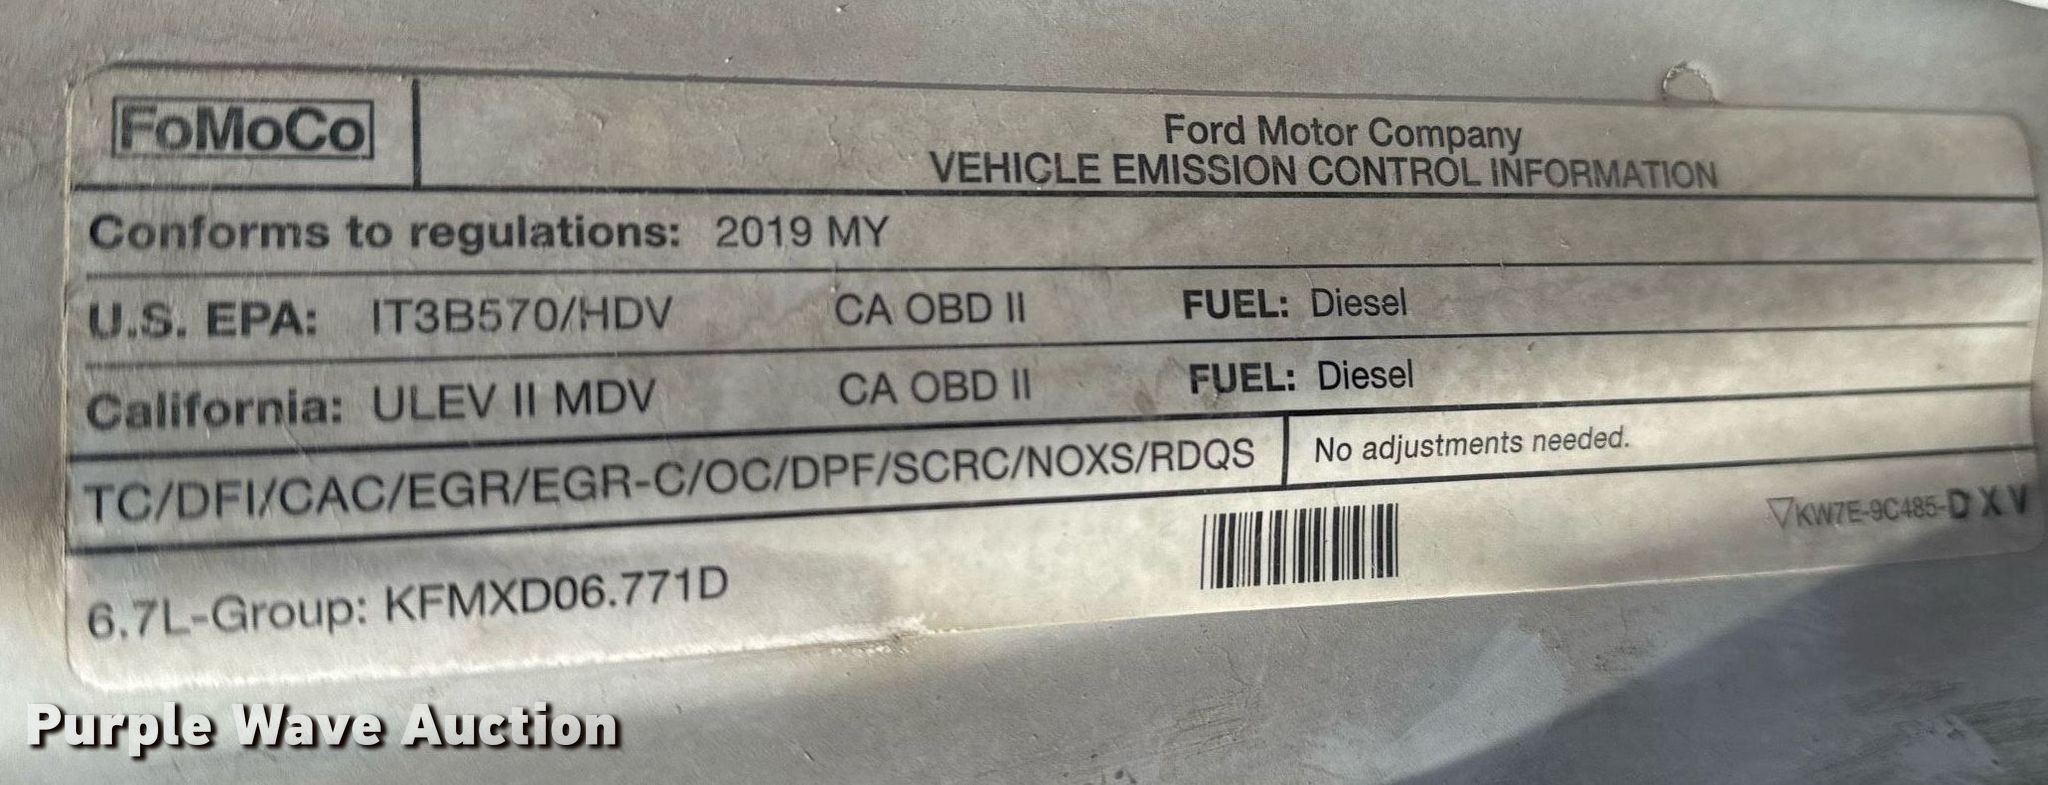 FoMoCo
Ford Motor Company
VEHICLE EMISSION CONTROL INFORMATION
Conforms to regulations: 2019 MY
U.S. EPA: IT3B570/HDV CA OBD II FUEL: Diesel
California: ULEV II MDV CA OBD II FUEL: Diesel
TC/DFI/CAC/EGR/EGR-C/OC/DPF/SCRC/NOXS/RDQS No adjustments needed.
▽KW7E-9C485-D X V
6.7L-Group: KFMXD06.771D
Purple Wave Auction